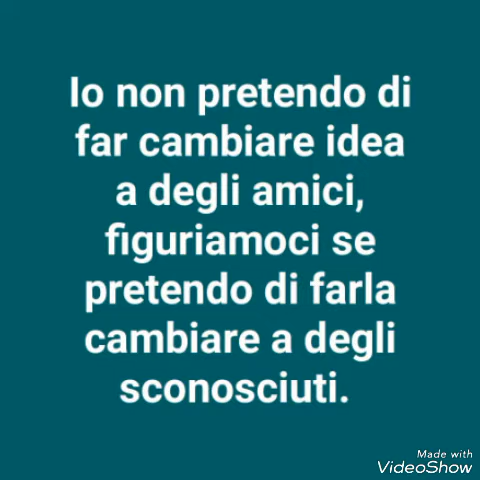 Io non pretendo di
far cambiare idea
a degli amici,
figuriamoci se
pretendo di farla
cambiare a degli
sconosciuti.
Made with
VideoShow